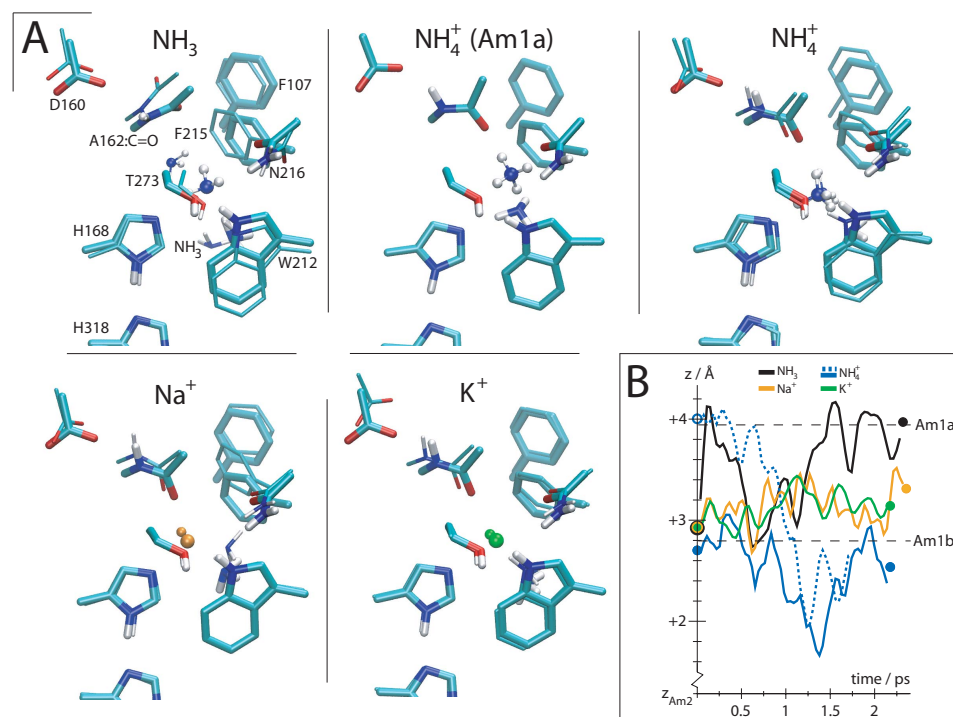 A
NH₃
NH₄⁺ (Am1a)
NH₄⁺
D160
F107
A162:C=O
F215
N216
T273
H168
NH₃
W212
H318
Na⁺
K⁺
B
z / Å
NH₃
NH₄⁺
Na⁺
K⁺
+4
Am1a
+3
Am1b
+2
time / ps
z_Am2
0.5
1
1.5
2